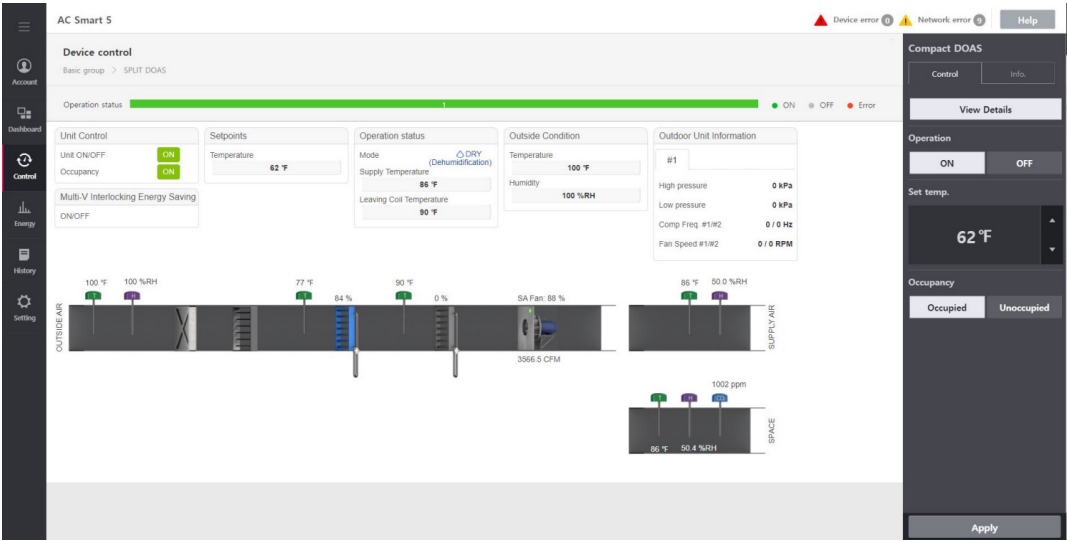 AC Smart 5
Device error 0
Network error 9
Help
Account
Dashboard
Control
Energy
History
Setting
Device control
Basic group > SPLIT DOAS
Operation status
1
ON
OFF
Error
Unit Control
Unit ON/OFF ON
Occupancy ON
Multi-V Interlocking Energy Saving
ON/OFF
Setpoints
Temperature
62 °F
Operation status
Mode DRY
(Dehumidification)
Supply Temperature
86 °F
Leaving Coil Temperature
90 °F
Outside Condition
Temperature
100 °F
Humidity
100 %RH
Outdoor Unit Information
#1
High pressure 0 kPa
Low pressure 0 kPa
Comp Freq. #1/#2 0 / 0 Hz
Fan Speed #1/#2 0 / 0 RPM
100 °F 100 %RH 77 °F 90 °F 86 °F 50.0 %RH
T H T T T H
84 % 0 % SA Fan: 88 %
OUTSIDE AIR
SUPPLY AIR
3566.5 CFM
1002 ppm
T H CO₂
SPACE
86 °F 50.4 %RH
Compact DOAS
Control Info.
View Details
Operation
ON OFF
Set temp.
62 °F
Occupancy
Occupied Unoccupied
Apply